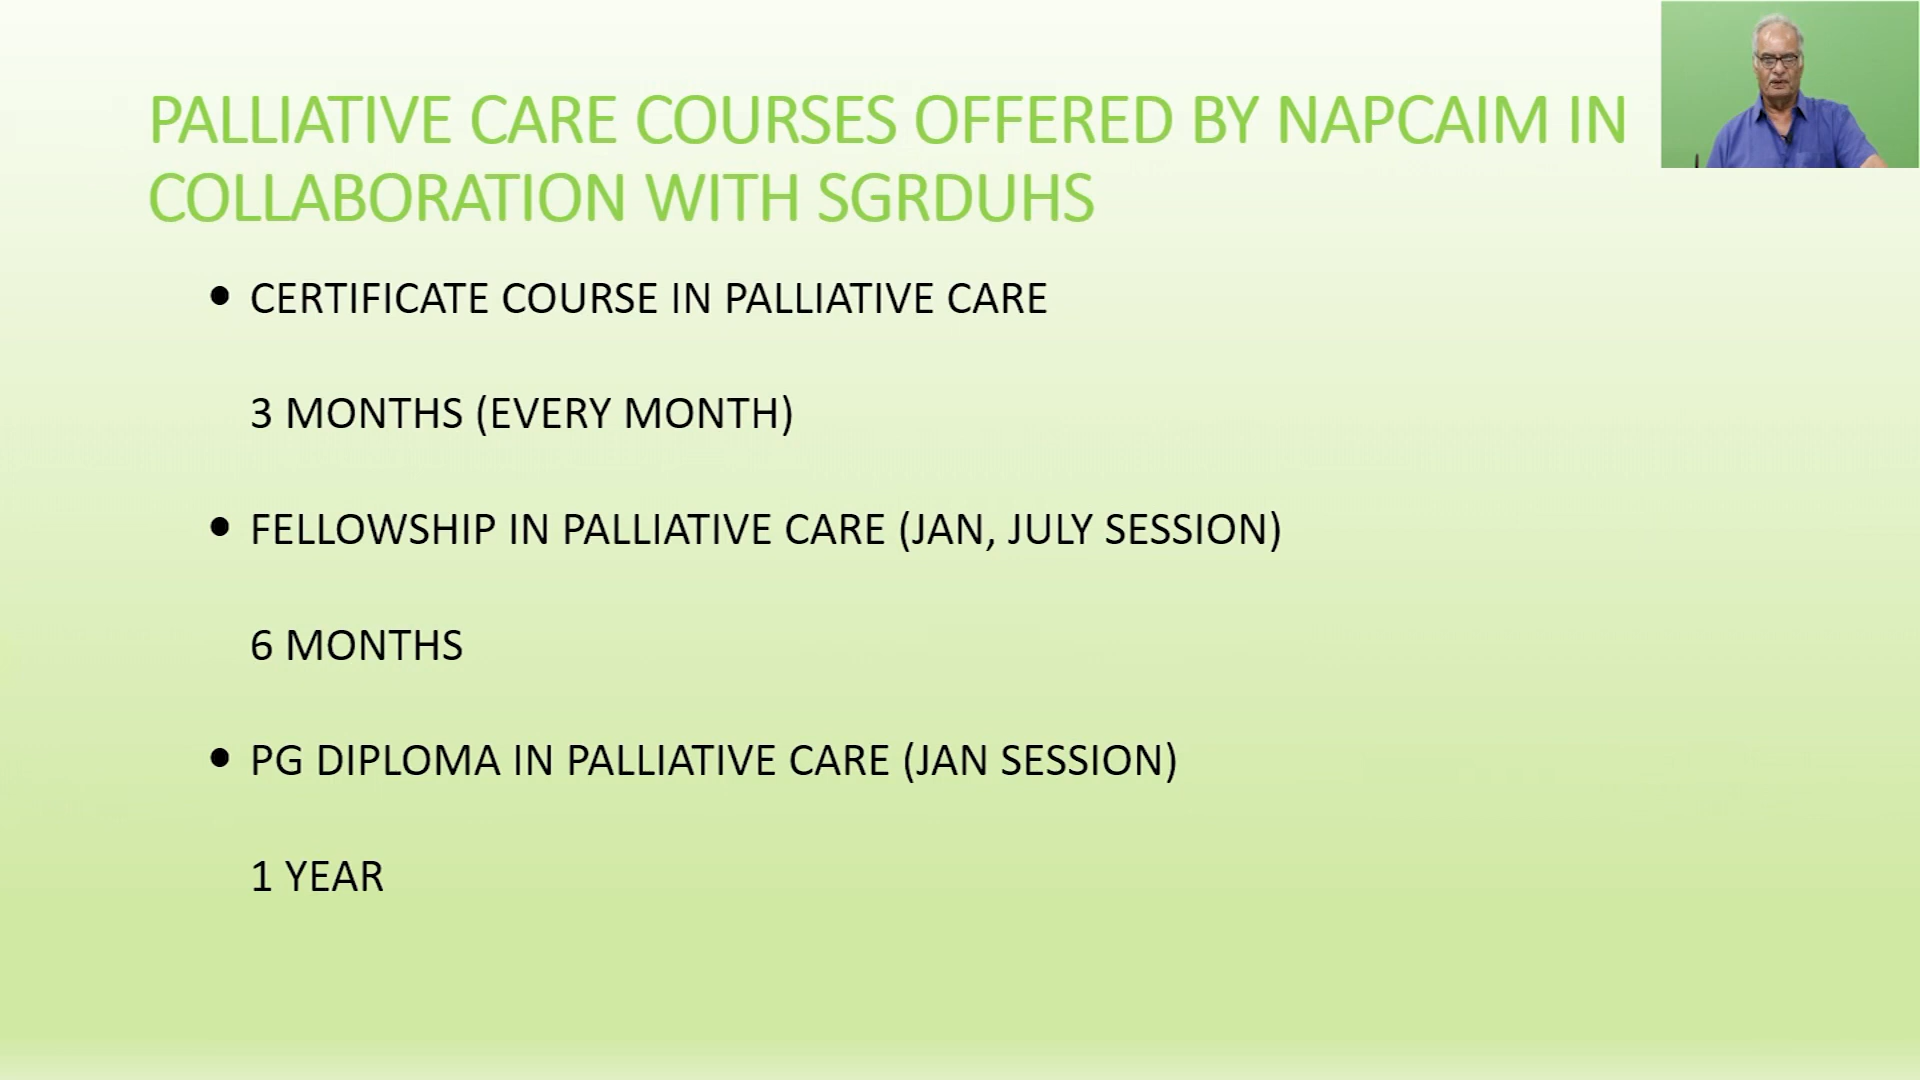 PALLIATIVE CARE COURSES OFFERED BY NAPCAIM IN
COLLABORATION WITH SGRDUHS
• CERTIFICATE COURSE IN PALLIATIVE CARE
3 MONTHS (EVERY MONTH)
• FELLOWSHIP IN PALLIATIVE CARE (JAN, JULY SESSION)
6 MONTHS
• PG DIPLOMA IN PALLIATIVE CARE (JAN SESSION)
1 YEAR